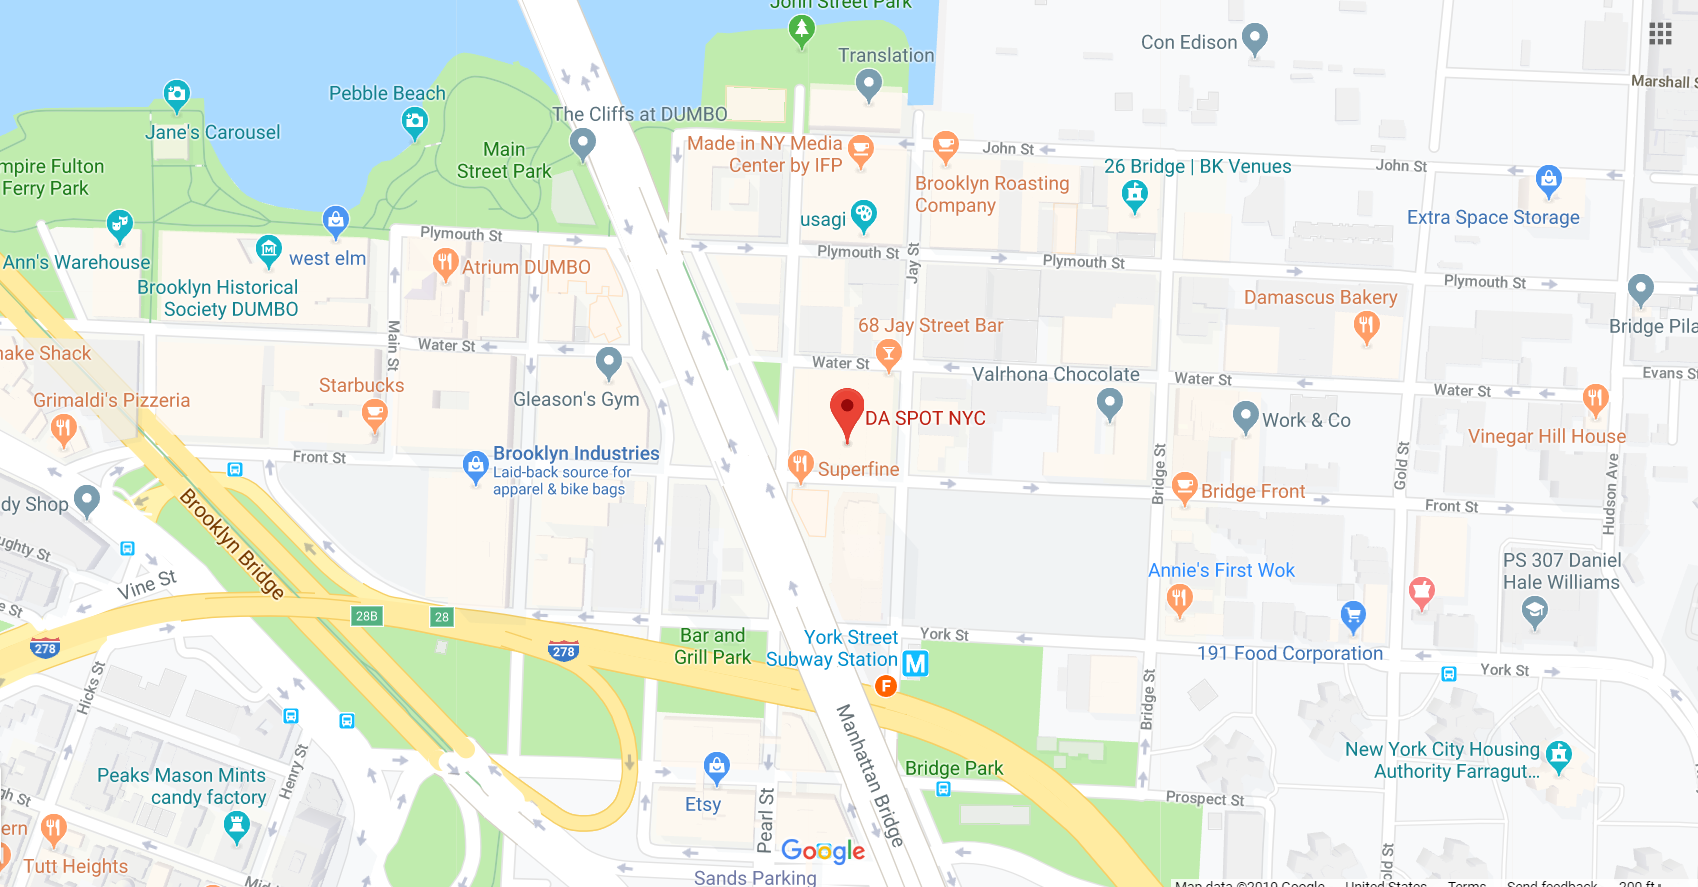 John Street Park
Translation
Con Edison
Marshall S
Pebble Beach
Jane's Carousel
The Cliffs at DUMBO
Made in NY Media
Center by IFP
John St
John St
Main
Street Park
mpire Fulton
Ferry Park
26 Bridge | BK Venues
Brooklyn Roasting
Company
Extra Space Storage
usagi
Plymouth St
Plymouth St
Plymouth St
Plymouth St
Jay St
Ann's Warehouse
west elm
Atrium DUMBO
Brooklyn Historical
Society DUMBO
Damascus Bakery
Bridge Pla
68 Jay Street Bar
Main St
Water St
Water St
Water St
Water St
Evans St
hake Shack
Starbucks
Grimaldi's Pizzeria
Gleason's Gym
Valrhona Chocolate
DA SPOT NYC
Work & Co
Vinegar Hill House
Front St
Brooklyn Industries
Laid-back source for
apparel & bike bags
Superfine
Bridge St
Gold St
Hudson Ave
Bridge Front
Front St
dy Shop
Brooklyn Bridge
ughty St
Vine St
e St
Annie's First Wok
PS 307 Daniel
Hale Williams
28B
28
278
278
Bar and
Grill Park
York Street
Subway Station
M
F
York St
191 Food Corporation
York St
Hicks St
Bridge St
Manhattan Bridge
New York City Housing
Authority Farragut...
Bridge Park
Peaks Mason Mints
candy factory
Henry St
Etsy
Pearl St
Prospect St
gh St
ern
Tutt Heights
Google
Gold St
Sands Parking
Map data ©2019 Google
United States
Terms
Send feedback
200 ft